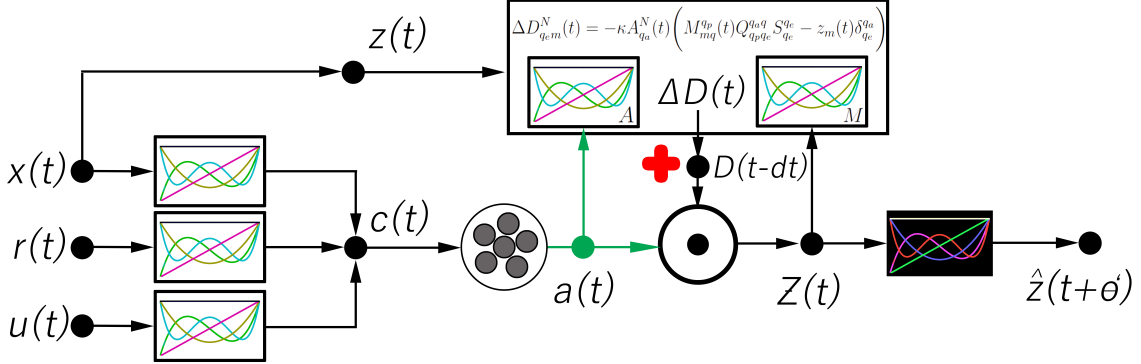 z(t)
ΔD^N_{q_e m}(t) = −κA^N_{q_a}(t)(M^{q_p}_{mq}(t)Q^{q_a q}_{q_p q_e}S^{q_e}_{q_e} − z_m(t)δ^{q_a}_{q_e})
A
ΔD(t)
M
x(t)
D(t-dt)
r(t)
c(t)
u(t)
a(t)
Z(t)
ẑ(t+θ')